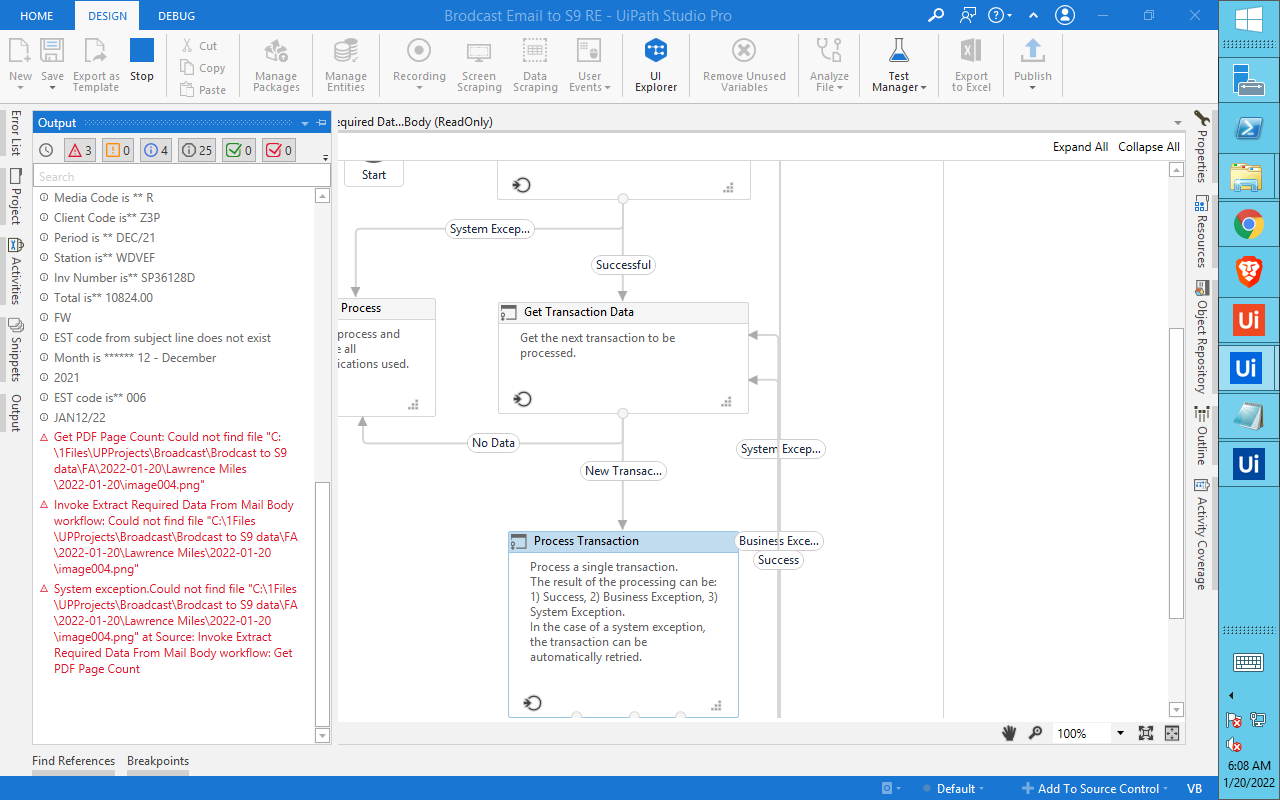 HOME DESIGN DEBUG
Brodcast Email to S9 RE - UiPath Studio Pro
New
Save
Export as
Template
Stop
Cut
Copy
Paste
Manage
Packages
Manage
Entities
Recording
Screen
Scraping
Data
Scraping
User
Events
UI
Explorer
Remove Unused
Variables
Analyze
File
Test
Manager
Export
to Excel
Publish
Error List
Project
Activities
Snippets
Output
Output
3 0 4 25 0 0
Search
Media Code is ** R
Client Code is** Z3P
Period is ** DEC/21
Station is** WDVEF
Inv Number is** SP36128D
Total is** 10824.00
FW
EST code from subject line does not exist
Month is ****** 12 - December
2021
EST code is** 006
JAN12/22
Get PDF Page Count: Could not find file "C:
\1Files\UPProjects\Broadcast\Brodcast to S9
data\FA\2022-01-20\Lawrence Miles
\2022-01-20\image004.png"
Invoke Extract Required Data From Mail Body
workflow: Could not find file "C:\1Files
\UPProjects\Broadcast\Brodcast to S9 data\FA
\2022-01-20\Lawrence Miles\2022-01-20
\image004.png"
System exception.Could not find file "C:\1Files
\UPProjects\Broadcast\Brodcast to S9 data\FA
\2022-01-20\Lawrence Miles\2022-01-20
\image004.png" at Source: Invoke Extract
Required Data From Mail Body workflow: Get
PDF Page Count
Find References Breakpoints
equired Dat...Body (ReadOnly)
Expand All Collapse All
Start
System Excep...
Successful
Process
process and
e all
ications used.
Get Transaction Data
Get the next transaction to be
processed.
No Data
System Excep...
New Transac...
Process Transaction
Business Exce...
Success
Process a single transaction.
The result of the processing can be:
1) Success, 2) Business Exception, 3)
System Exception.
In the case of a system exception,
the transaction can be
automatically retried.
100%
Properties
Resources
Object Repository
Outline
Activity Coverage
Default
Add To Source Control
VB
Ui
Ui
Ui
6:08 AM
1/20/2022